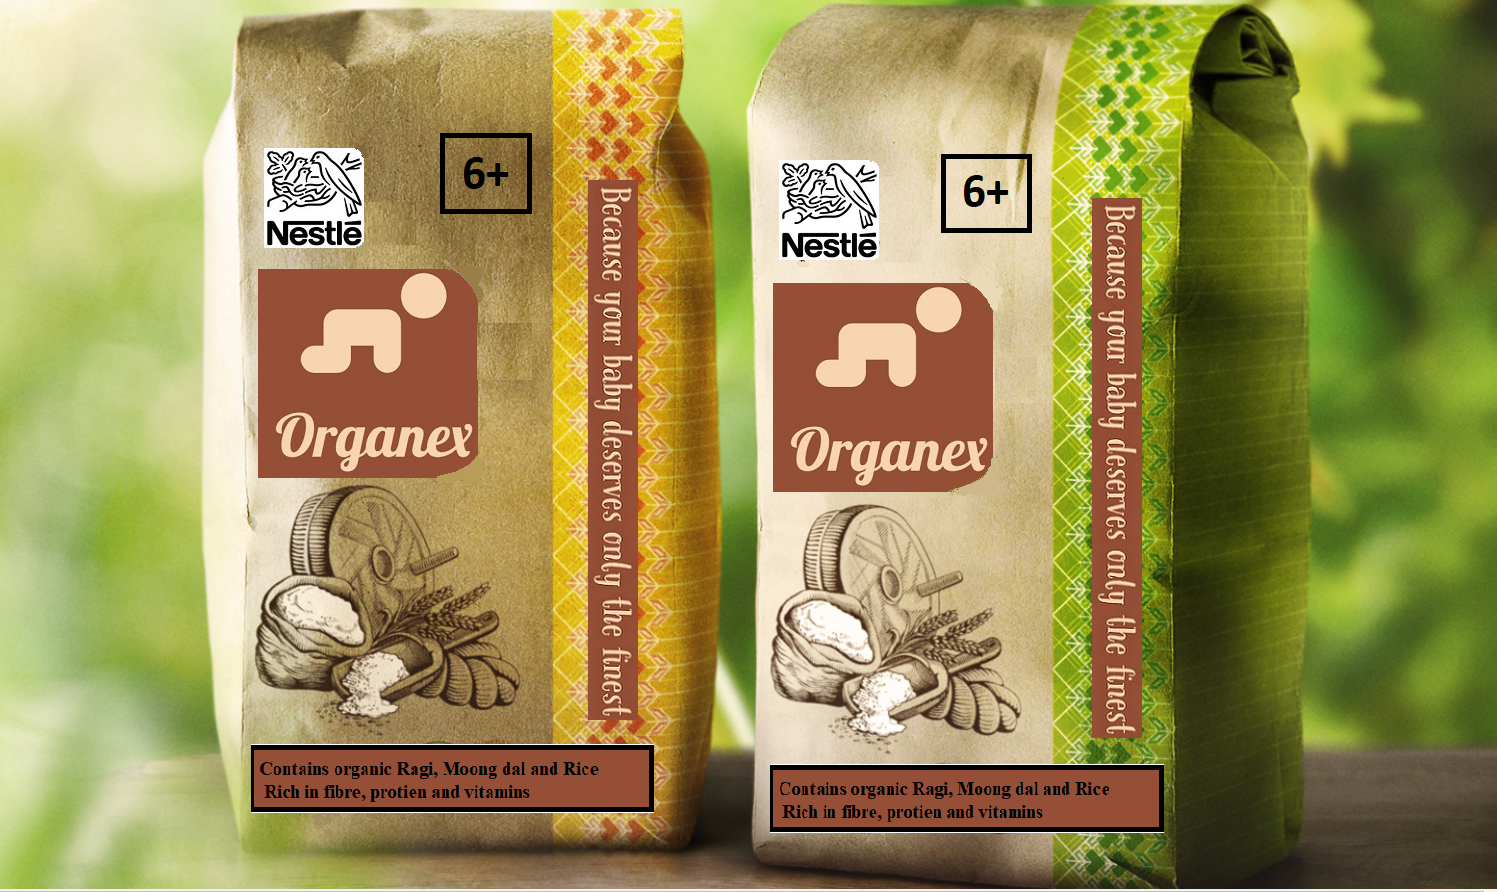 Nestlé
6+
Organex
Because your baby deserves only the finest
Contains organic Ragi, Moong dal and Rice
Rich in fibre, protien and vitamins
Nestlé
6+
Organex
Because your baby deserves only the finest
Contains organic Ragi, Moong dal and Rice
Rich in fibre, protien and vitamins